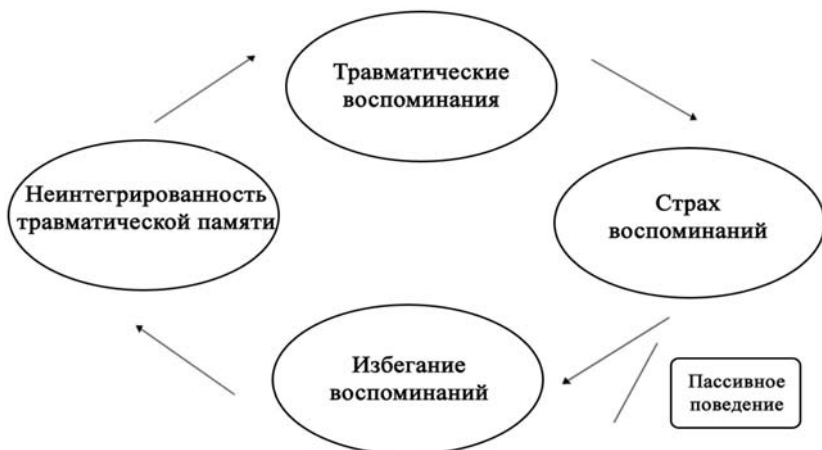 Травматические
воспоминания
Неинтегрированность
травматической памяти
Страх
воспоминаний
Избегание
воспоминаний
Пассивное
поведение